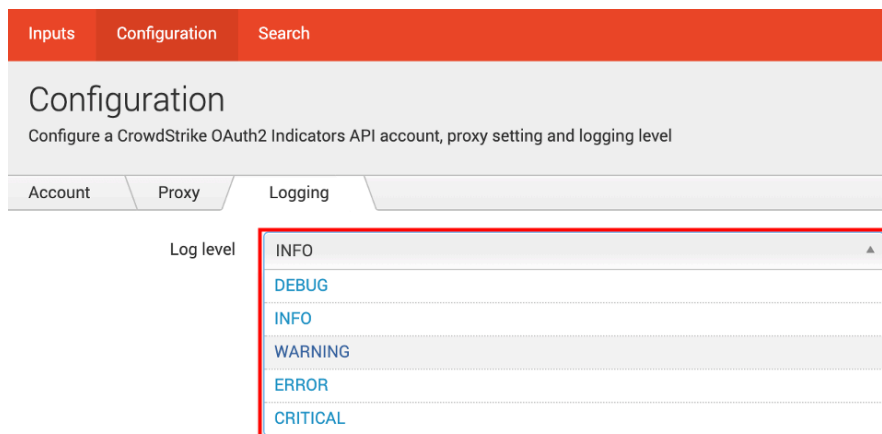 Inputs Configuration Search
Configuration
Configure a CrowdStrike OAuth2 Indicators API account, proxy setting and logging level
Account Proxy Logging
Log level INFO
DEBUG
INFO
WARNING
ERROR
CRITICAL